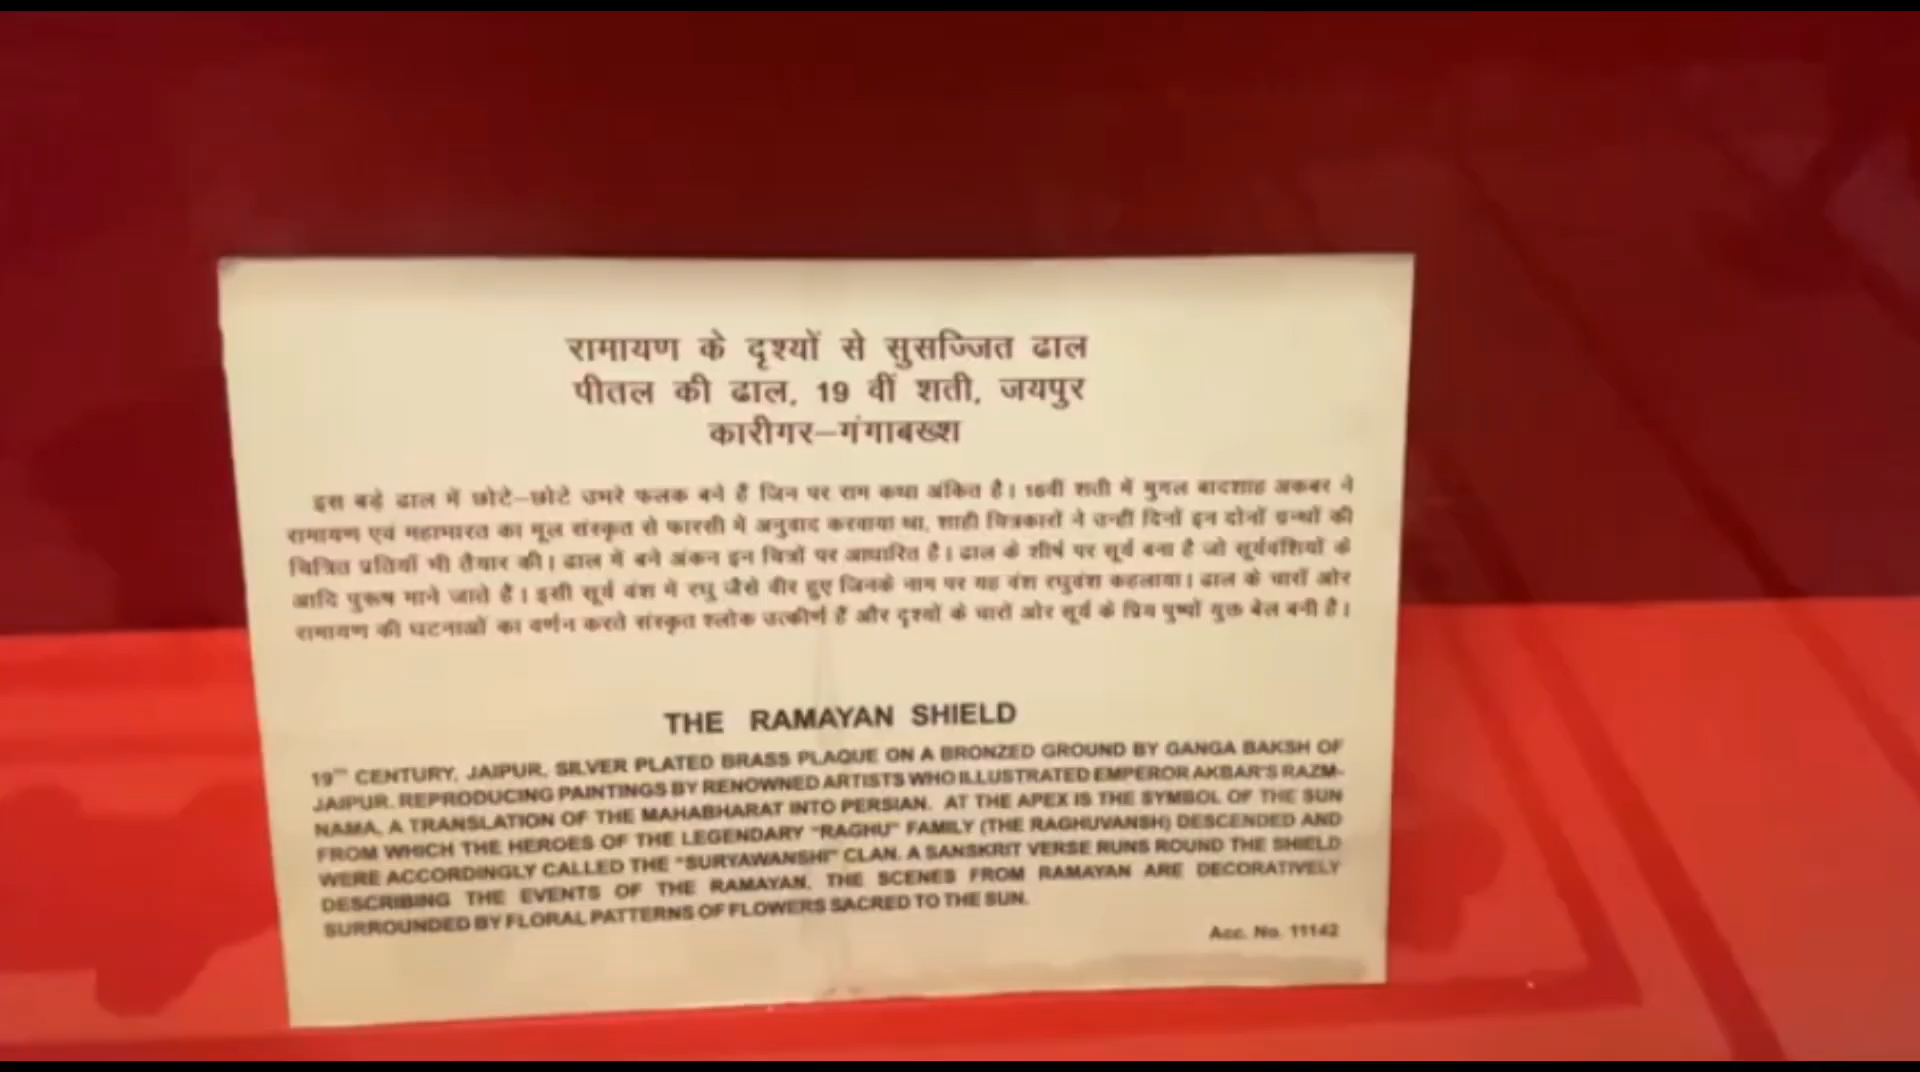 रामायण के दृश्यों से सुसज्जित ढाल
पीतल की ढाल, 19 वीं शती, जयपुर
कारीगर–गंगाबख्श
इस बड़े ढाल में छोटे–छोटे उभरे फलक बने हैं जिन पर राम कथा अंकित है। 16वीं शती में मुगल बादशाह अकबर ने
रामायण एवं महाभारत का मूल संस्कृत से फारसी में अनुवाद करवाया था, शाही चित्रकारों ने उन्हीं दिनों इन दोनों ग्रन्थों की
चित्रित प्रतियाँ भी तैयार की। ढाल में बने अंकन इन चित्रों पर आधारित है। ढाल के शीर्ष पर सूर्य बना है जो सूर्यवंशियों के
आदि पुरूष माने जाते हैं। इसी सूर्य वंश में रघु जैसे वीर हुए जिनके नाम पर यह वंश रघुवंश कहलाया। ढाल के चारों ओर
रामायण की घटनाओं का वर्णन करते संस्कृत श्लोक उत्कीर्ण हैं और दृश्यों के चारों ओर सूर्य के प्रिय पुष्पों युक्त बेल बनी है।
THE RAMAYAN SHIELD
19TH CENTURY, JAIPUR, SILVER PLATED BRASS PLAQUE ON A BRONZED GROUND BY GANGA BAKSH OF
JAIPUR. REPRODUCING PAINTINGS BY RENOWNED ARTISTS WHO ILLUSTRATED EMPEROR AKBAR'S RAZM-
NAMA, A TRANSLATION OF THE MAHABHARAT INTO PERSIAN. AT THE APEX IS THE SYMBOL OF THE SUN
FROM WHICH THE HEROES OF THE LEGENDARY "RAGHU" FAMILY (THE RAGHUVANSH) DESCENDED AND
WERE ACCORDINGLY CALLED THE "SURYAWANSHI" CLAN. A SANSKRIT VERSE RUNS ROUND THE SHIELD
DESCRIBING THE EVENTS OF THE RAMAYAN, THE SCENES FROM RAMAYAN ARE DECORATIVELY
SURROUNDED BY FLORAL PATTERNS OF FLOWERS SACRED TO THE SUN.
Acc. No. 11142